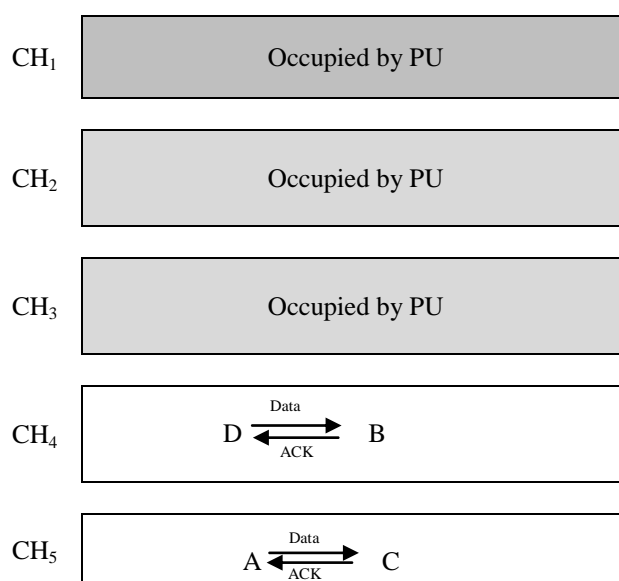 CH₁ Occupied by PU
CH₂ Occupied by PU
CH₃ Occupied by PU
Data
CH₄ D B
ACK
Data
CH₅ A C
ACK